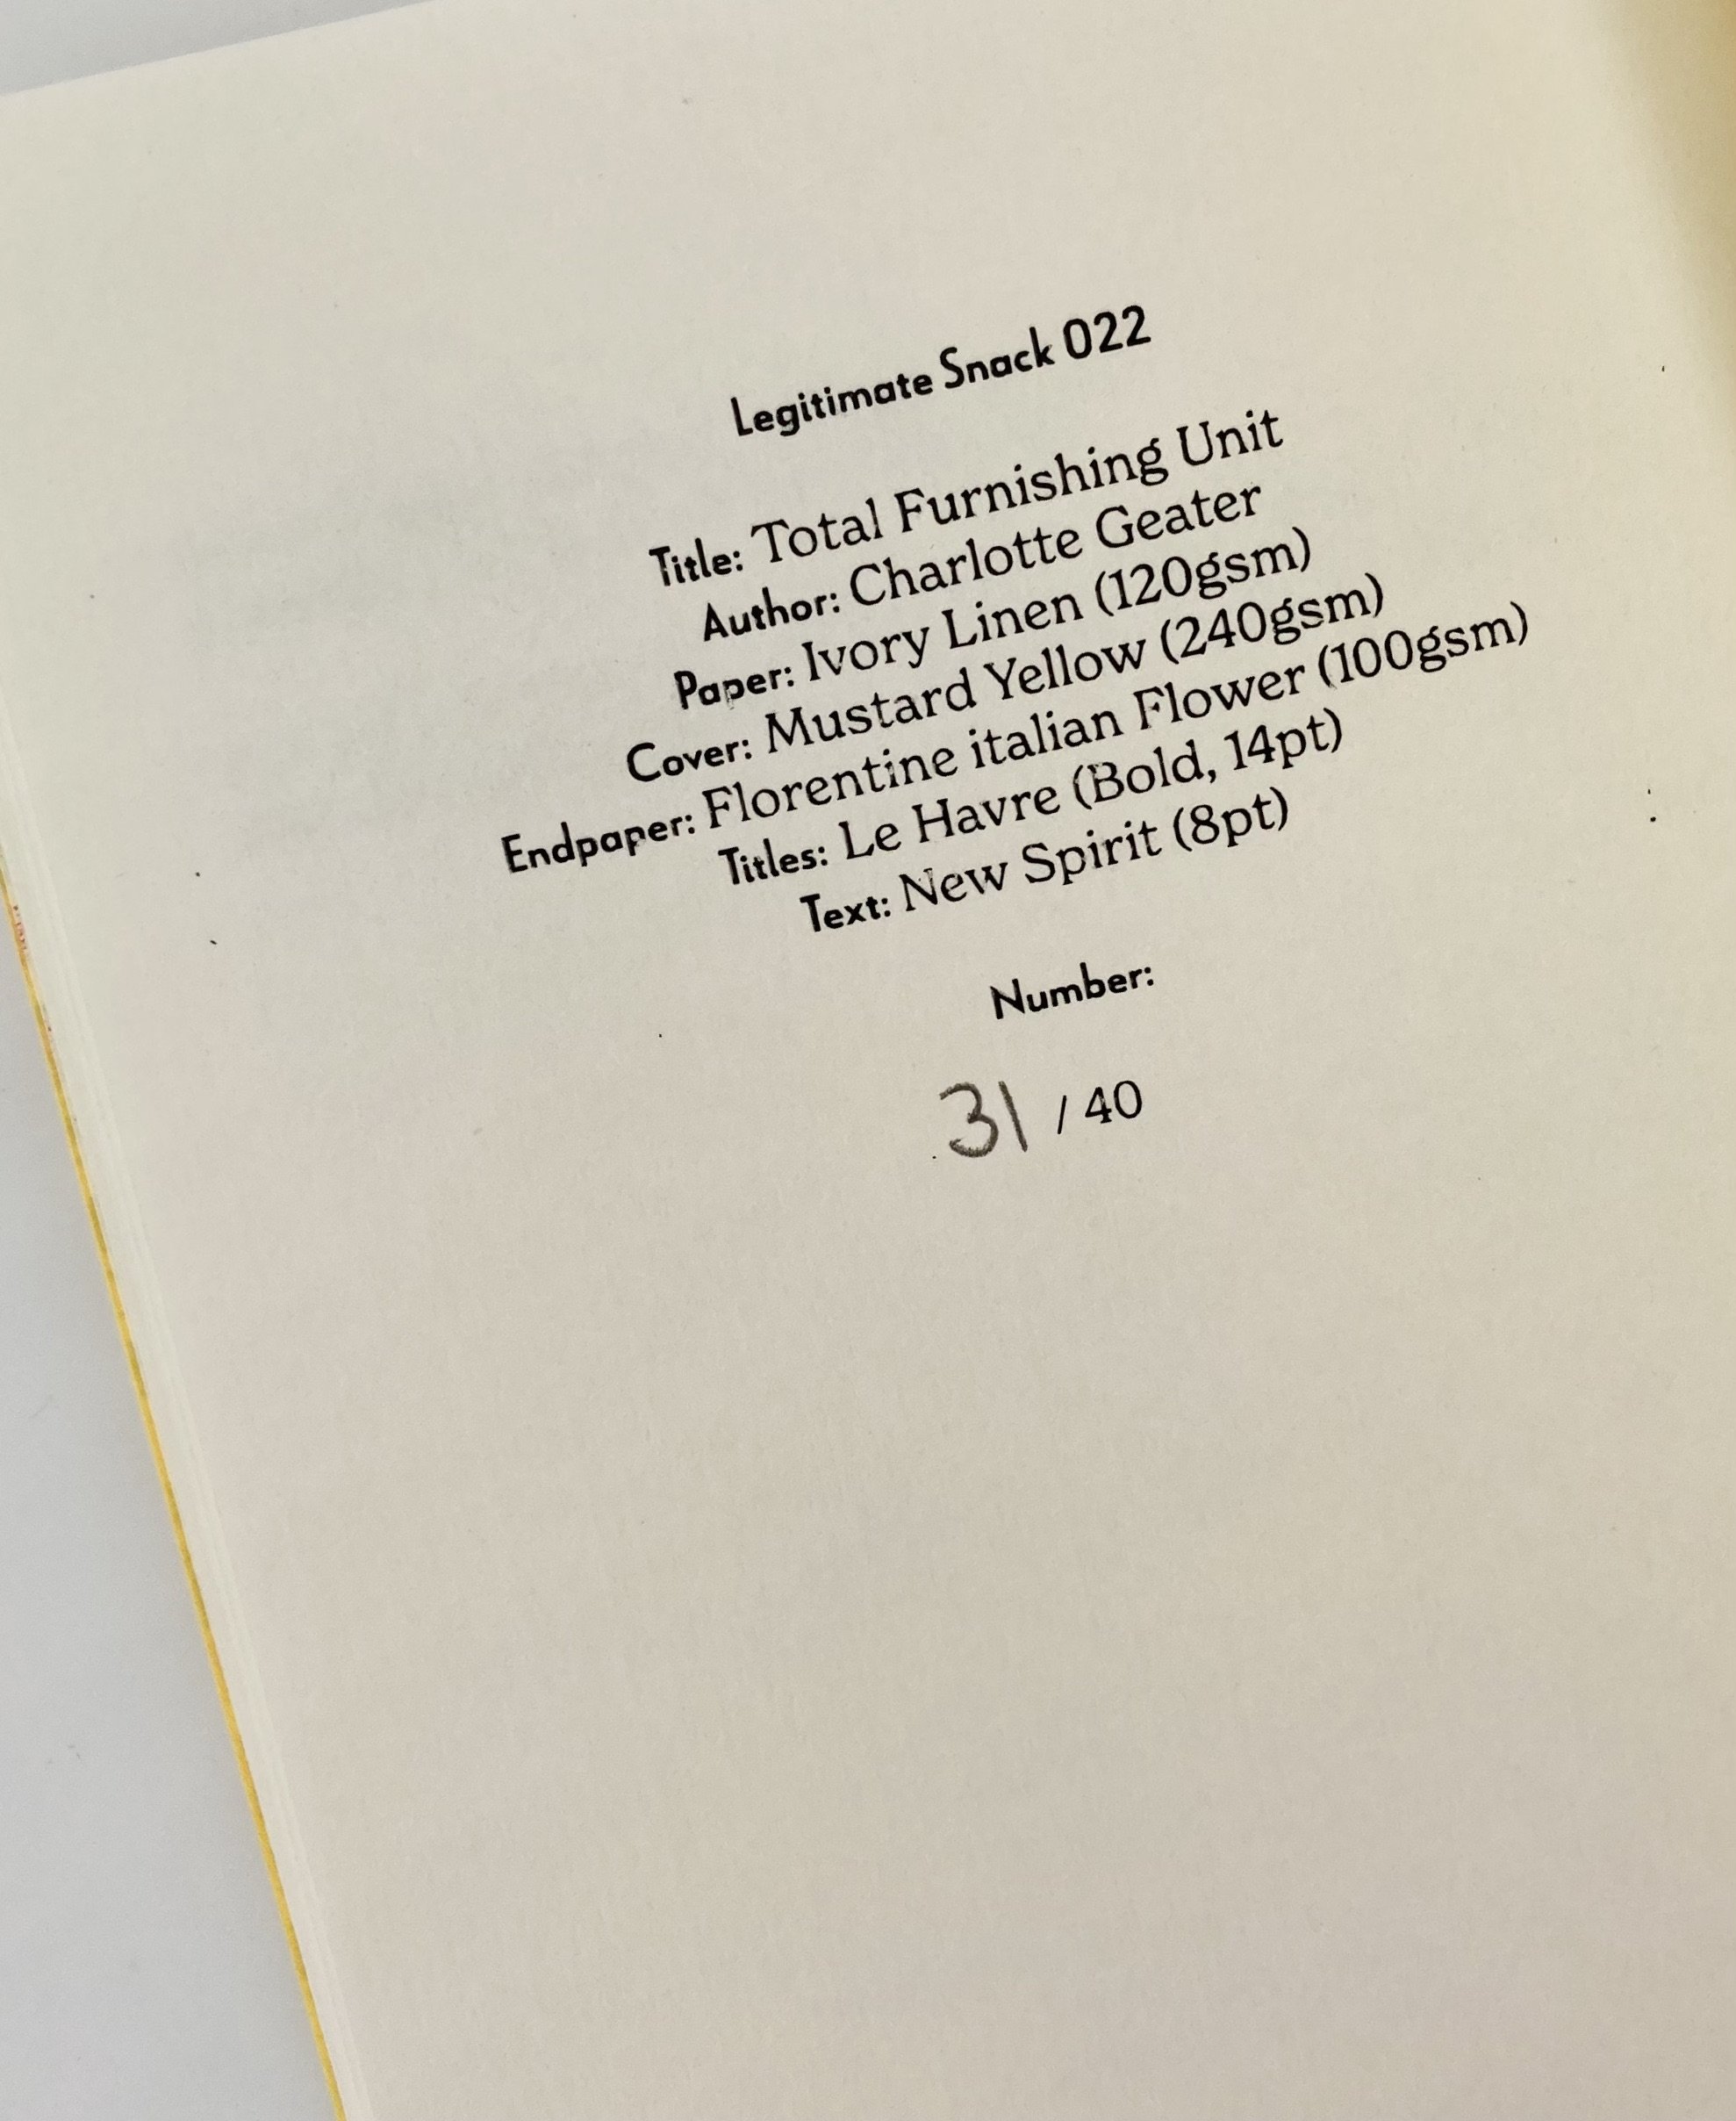 Legitimate Snack 022
Title: Total Furnishing Unit
Author: Charlotte Geater
Paper: Ivory Linen (120gsm)
Cover: Mustard Yellow (240gsm)
Endpaper: Florentine italian Flower (100gsm)
Titles: Le Havre (Bold, 14pt)
Text: New Spirit (8pt)
Number:
31 / 40